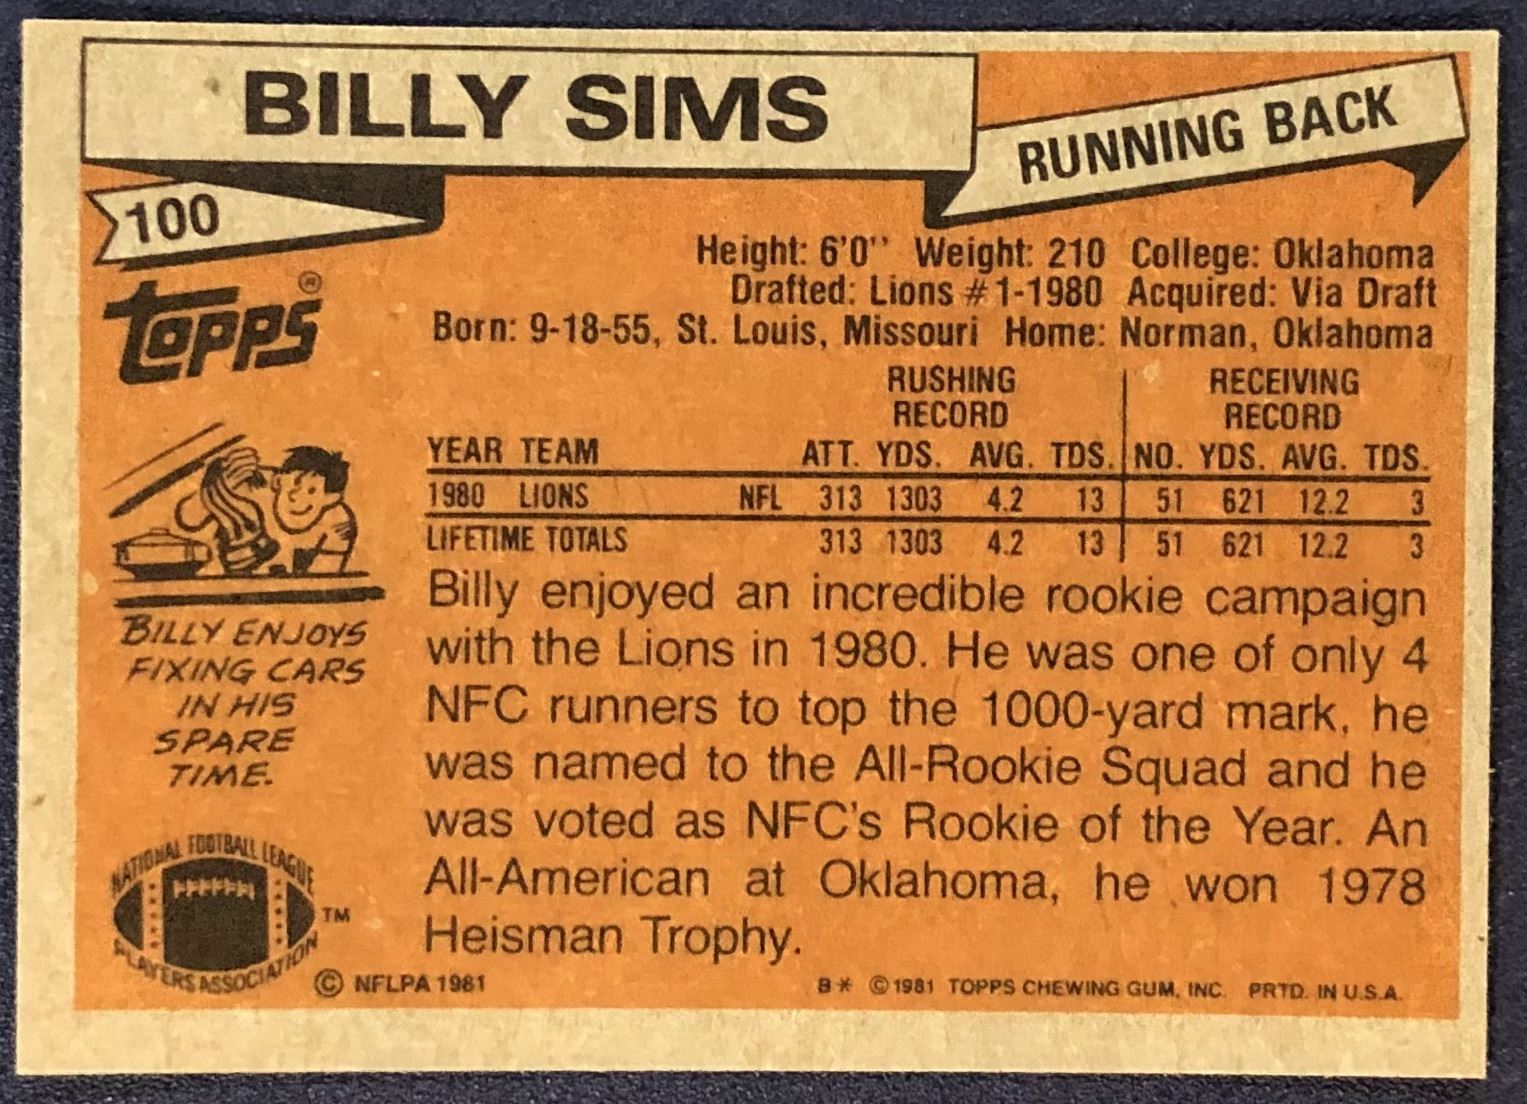 BILLY SIMS
RUNNING BACK
100
TOPPS®
Height: 6'0'' Weight: 210 College: Oklahoma
Drafted: Lions #1-1980 Acquired: Via Draft
Born: 9-18-55, St. Louis, Missouri Home: Norman, Oklahoma
RUSHING RECEIVING
RECORD RECORD
YEAR TEAM ATT. YDS. AVG. TDS. NO. YDS. AVG. TDS.
1980 LIONS NFL 313 1303 4.2 13 51 621 12.2 3
LIFETIME TOTALS 313 1303 4.2 13 51 621 12.2 3
BILLY ENJOYS
FIXING CARS
IN HIS
SPARE
TIME.
Billy enjoyed an incredible rookie campaign
with the Lions in 1980. He was one of only 4
NFC runners to top the 1000-yard mark, he
was named to the All-Rookie Squad and he
was voted as NFC's Rookie of the Year. An
All-American at Oklahoma, he won 1978
Heisman Trophy.
NATIONAL FOOTBALL LEAGUE
PLAYERS ASSOCIATION
TM
© NFLPA 1981
B* ©1981 TOPPS CHEWING GUM, INC. PRTD. IN U.S.A.